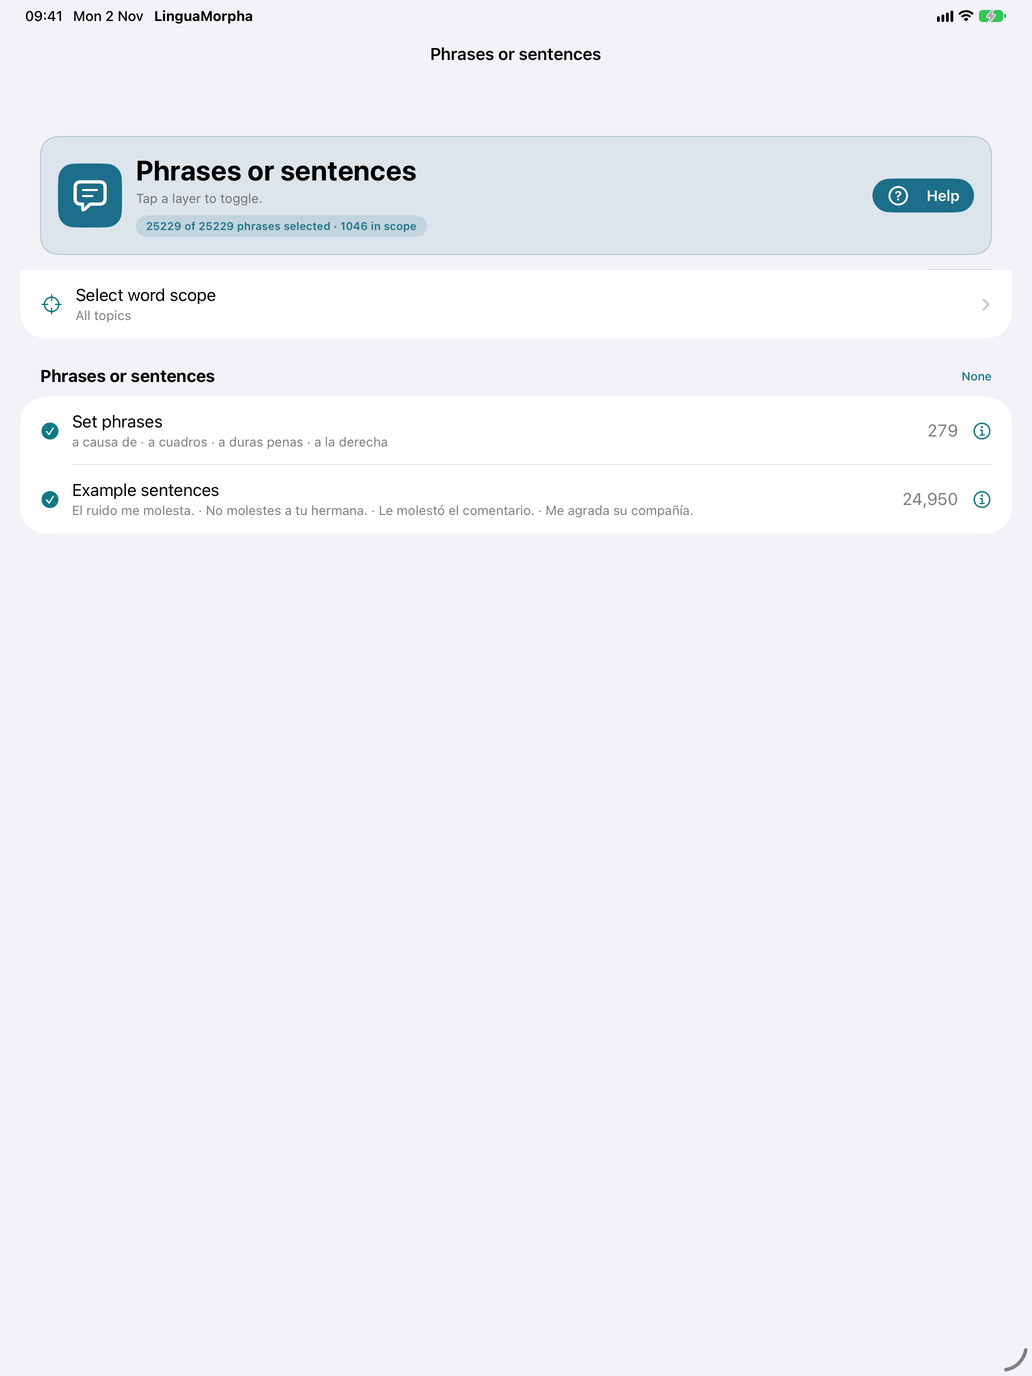 09:41 Mon 2 Nov LinguaMorpha
Phrases or sentences
Phrases or sentences
Tap a layer to toggle.
25229 of 25229 phrases selected · 1046 in scope
Help
Select word scope
All topics
Phrases or sentences
None
Set phrases
a causa de · a cuadros · a duras penas · a la derecha
279
Example sentences
El ruido me molesta. · No molestes a tu hermana. · Le molestó el comentario. · Me agrada su compañía.
24,950